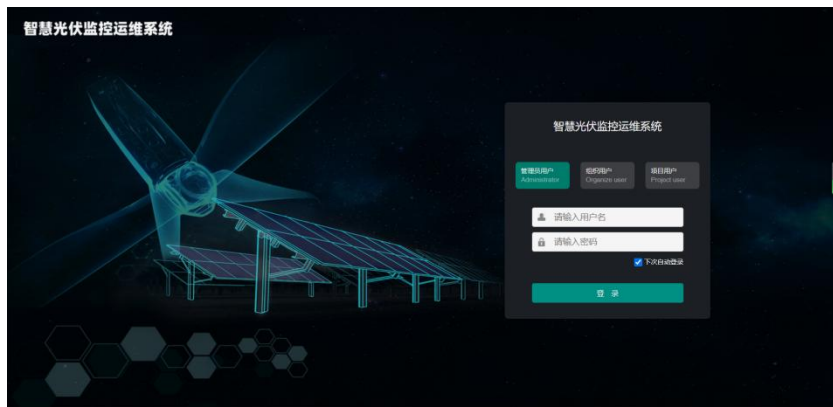 智慧光伏监控运维系统
智慧光伏监控运维系统
管理员用户
Administrator
组织用户
Organize user
项目用户
Project user
请输入用户名
请输入密码
下次自动登录
登 录